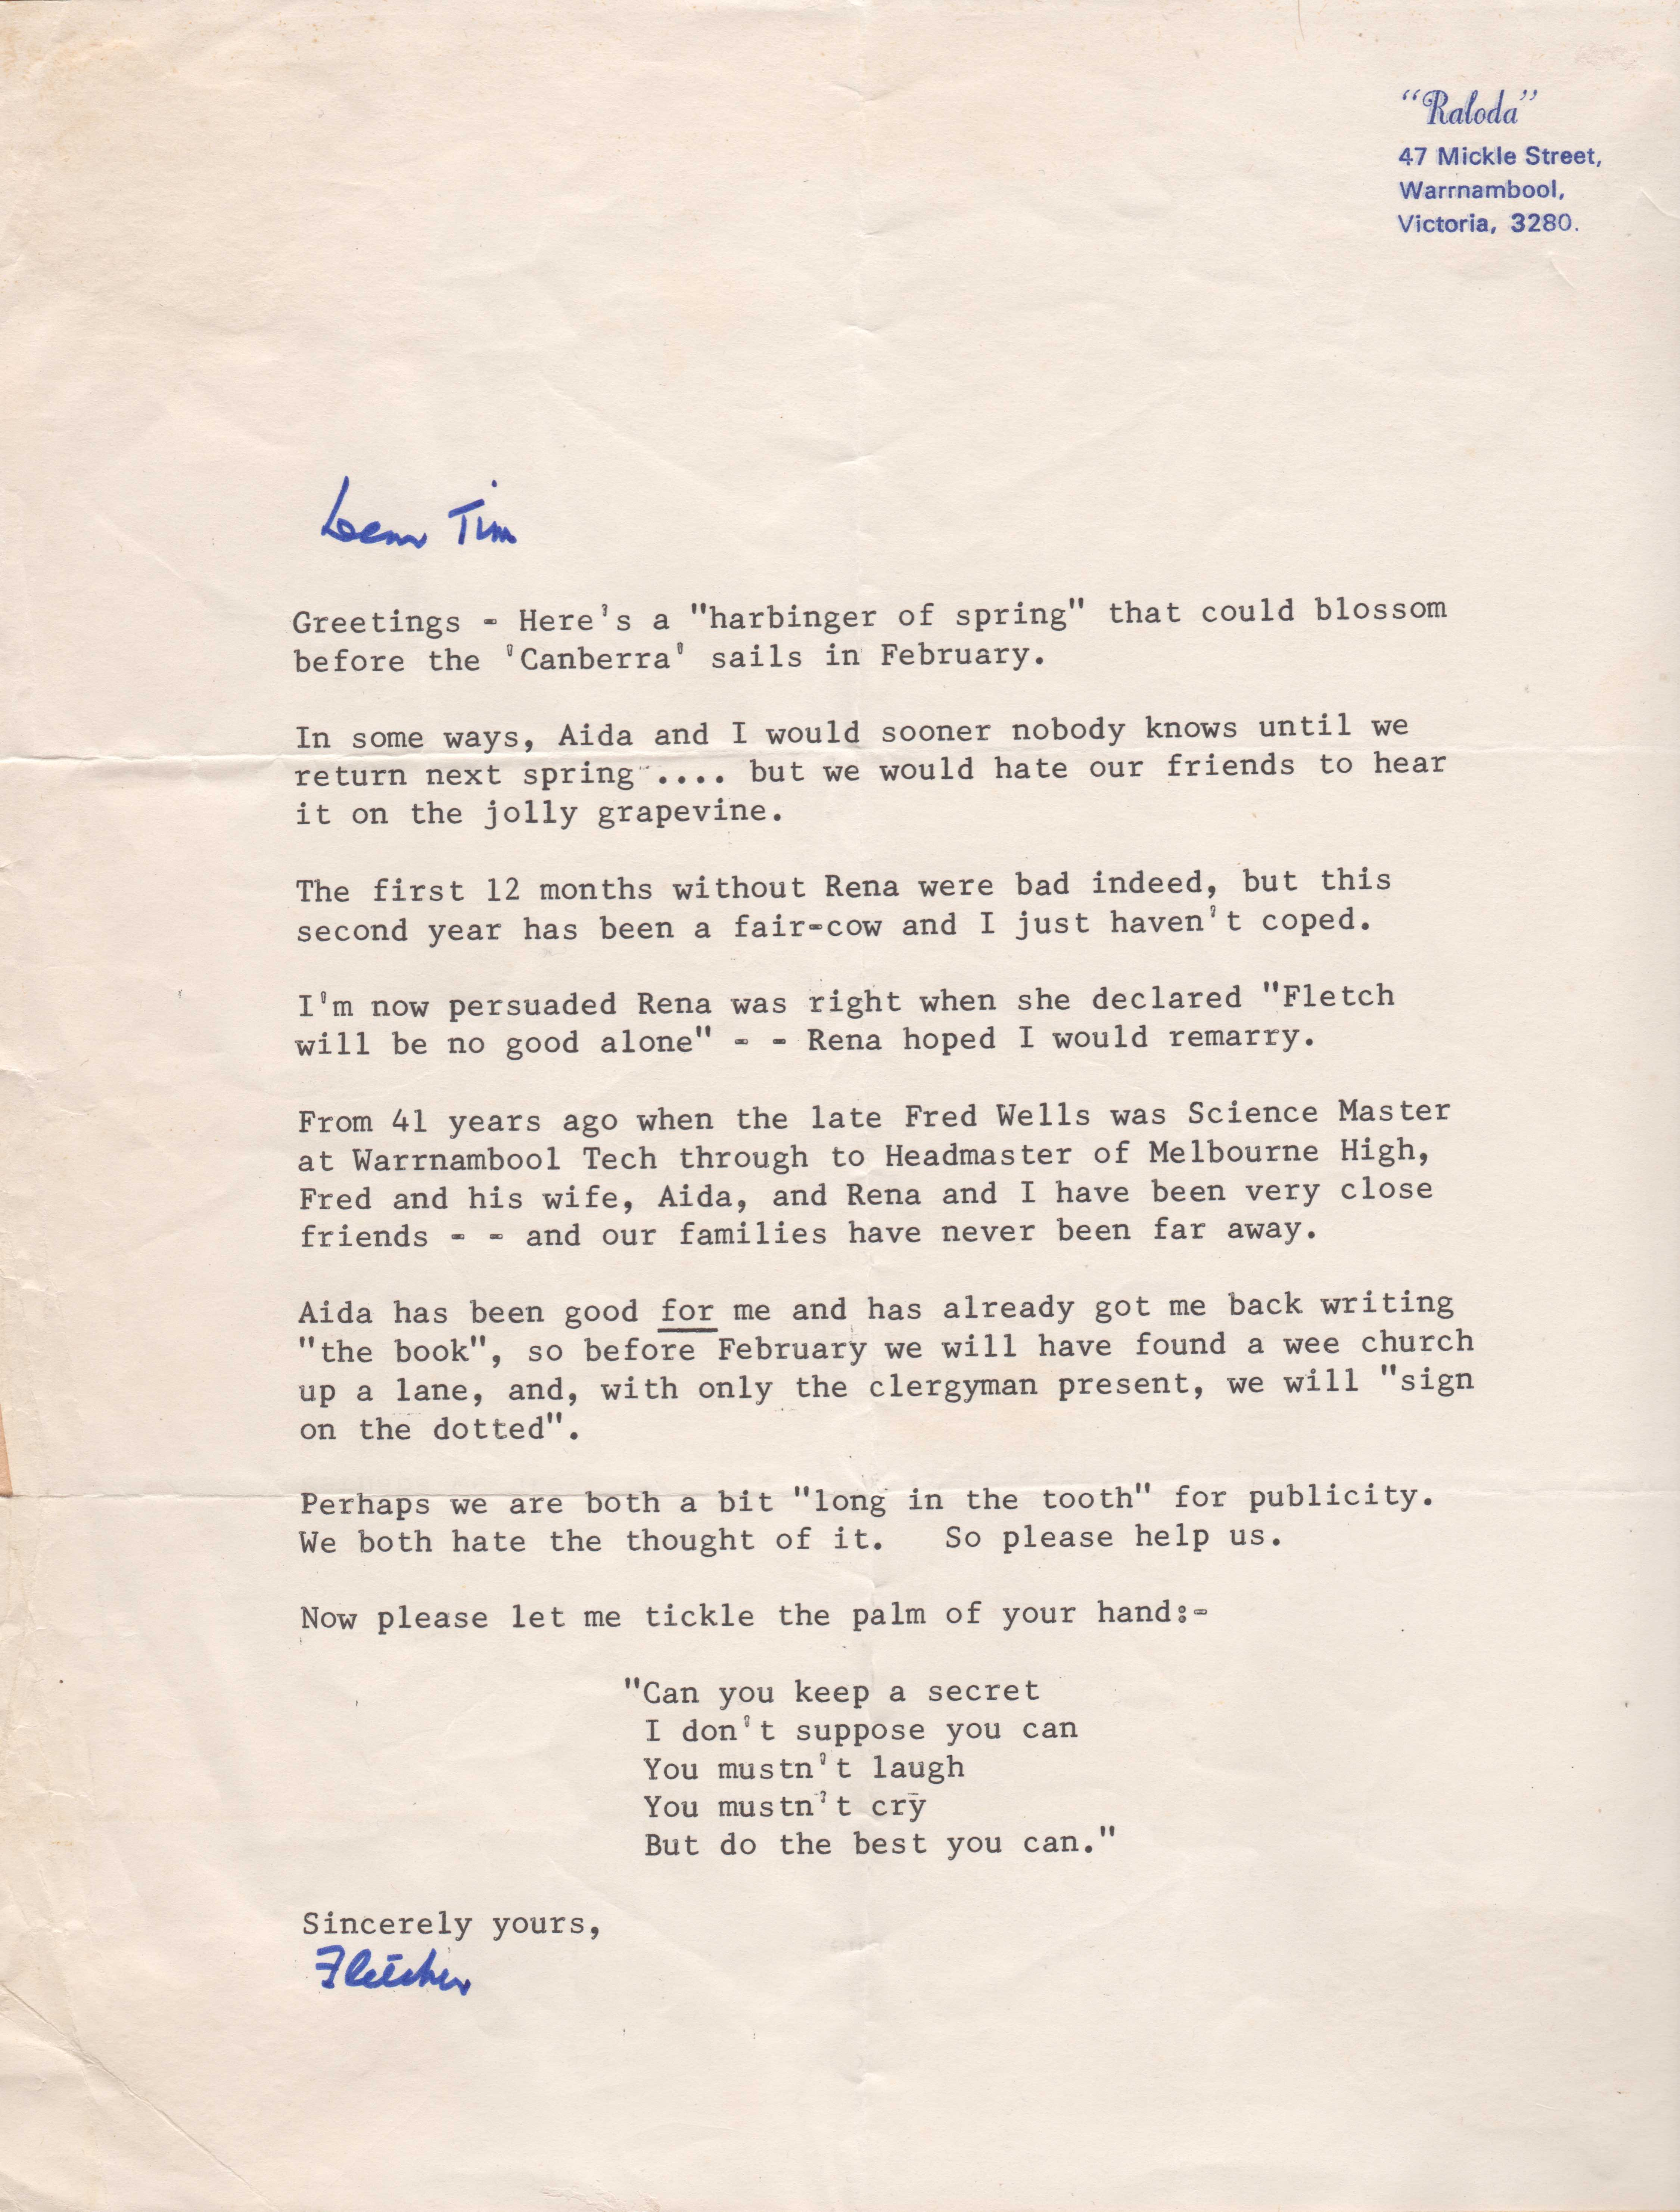 "Raloda"
47 Mickle Street,
Warrnambool,
Victoria, 3280.
Dear Tim
Greetings - Here's a "harbinger of spring" that could blossom
before the 'Canberra' sails in February.
In some ways, Aida and I would sooner nobody knows until we
return next spring .... but we would hate our friends to hear
it on the jolly grapevine.
The first 12 months without Rena were bad indeed, but this
second year has been a fair-cow and I just haven't coped.
I'm now persuaded Rena was right when she declared "Fletch
will be no good alone" - - Rena hoped I would remarry.
From 41 years ago when the late Fred Wells was Science Master
at Warrnambool Tech through to Headmaster of Melbourne High,
Fred and his wife, Aida, and Rena and I have been very close
friends - - and our families have never been far away.
Aida has been good for me and has already got me back writing
"the book", so before February we will have found a wee church
up a lane, and, with only the clergyman present, we will "sign
on the dotted".
Perhaps we are both a bit "long in the tooth" for publicity.
We both hate the thought of it.   So please help us.
Now please let me tickle the palm of your hand:-
"Can you keep a secret
I don't suppose you can
You mustn't laugh
You mustn't cry
But do the best you can."
Sincerely yours,
Fletcher